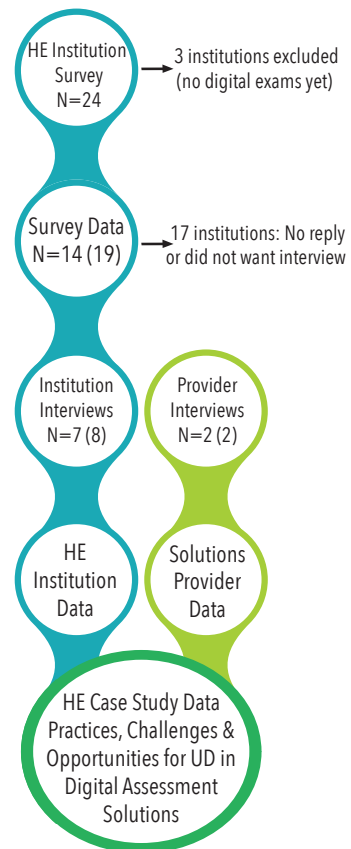 HE Institution
Survey
N=24
3 institutions excluded
(no digital exams yet)
Survey Data
N=14 (19)
17 institutions: No reply
or did not want interview
Institution
Interviews
N=7 (8)
Provider
Interviews
N=2 (2)
HE
Institution
Data
Solutions
Provider
Data
HE Case Study Data
Practices, Challenges &
Opportunities for UD in
Digital Assessment
Solutions